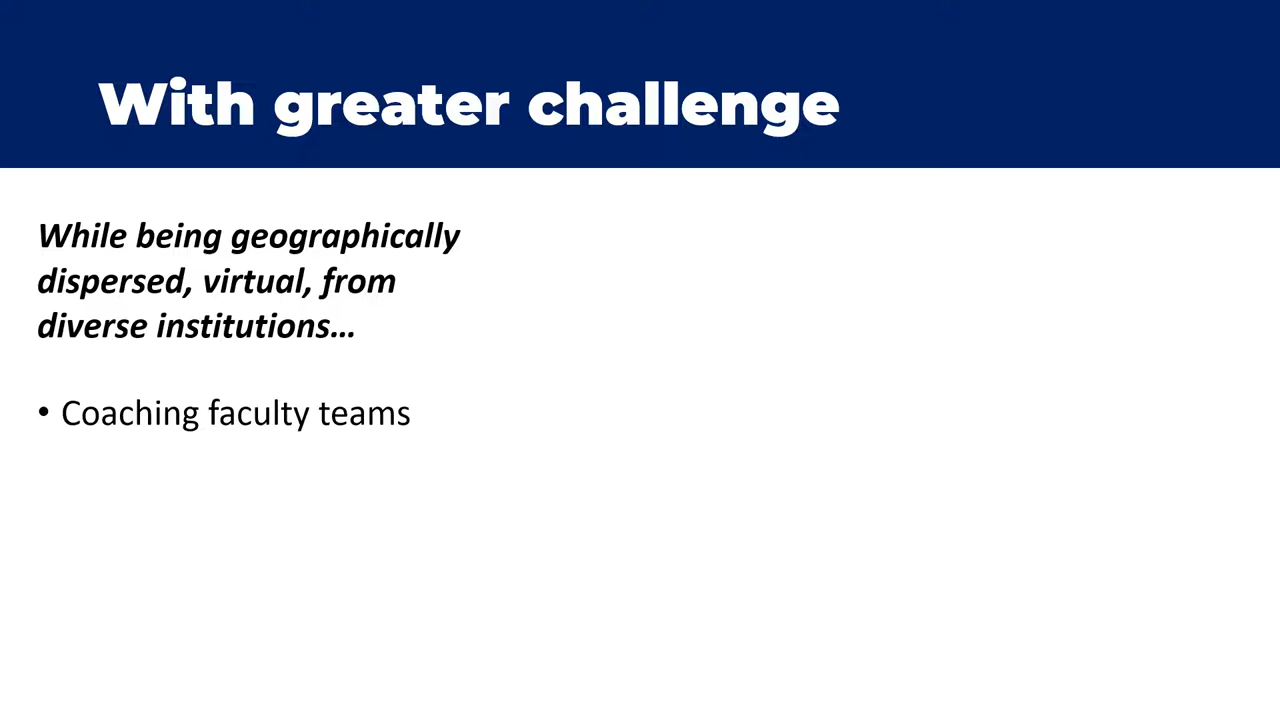 With greater challenge
While being geographically
dispersed, virtual, from
diverse institutions…
• Coaching faculty teams